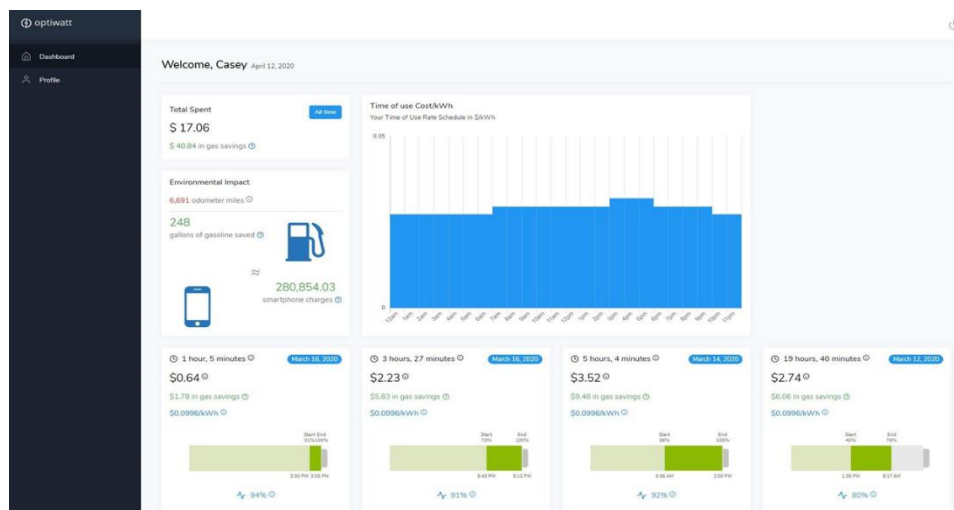 optiwatt
Dashboard
Profile
Welcome, Casey April 12, 2020
Total Spent
All time
$ 17.06
$ 40.84 in gas savings
Time of use Cost/kWh
Your Time of Use Rate Schedule in $/kWh
0
12am 1am 2am 3am 4am 5am 6am 7am 8am 9am 10am 11am 12pm 1pm 2pm 3pm 4pm 5pm 6pm 7pm 8pm 9pm 10pm 11pm
Environmental Impact
6,691 odometer miles
248
gallons of gasoline saved
≈
280,854.03
smartphone charges
1 hour, 5 minutes
$0.64
$1.78 in gas savings
$0.0996/kWh
Start End
91%100%
94%
3 hours, 27 minutes
March 16, 2020
$2.23
$5.83 in gas savings
$0.0996/kWh
Start End
100%
91%
5 hours, 4 minutes
March 14, 2020
$3.52
$9.48 in gas savings
$0.0996/kWh
Start End
100%
92%
19 hours, 40 minutes
March 12, 2020
$2.74
$6.06 in gas savings
$0.0996/kWh
Start End
80%